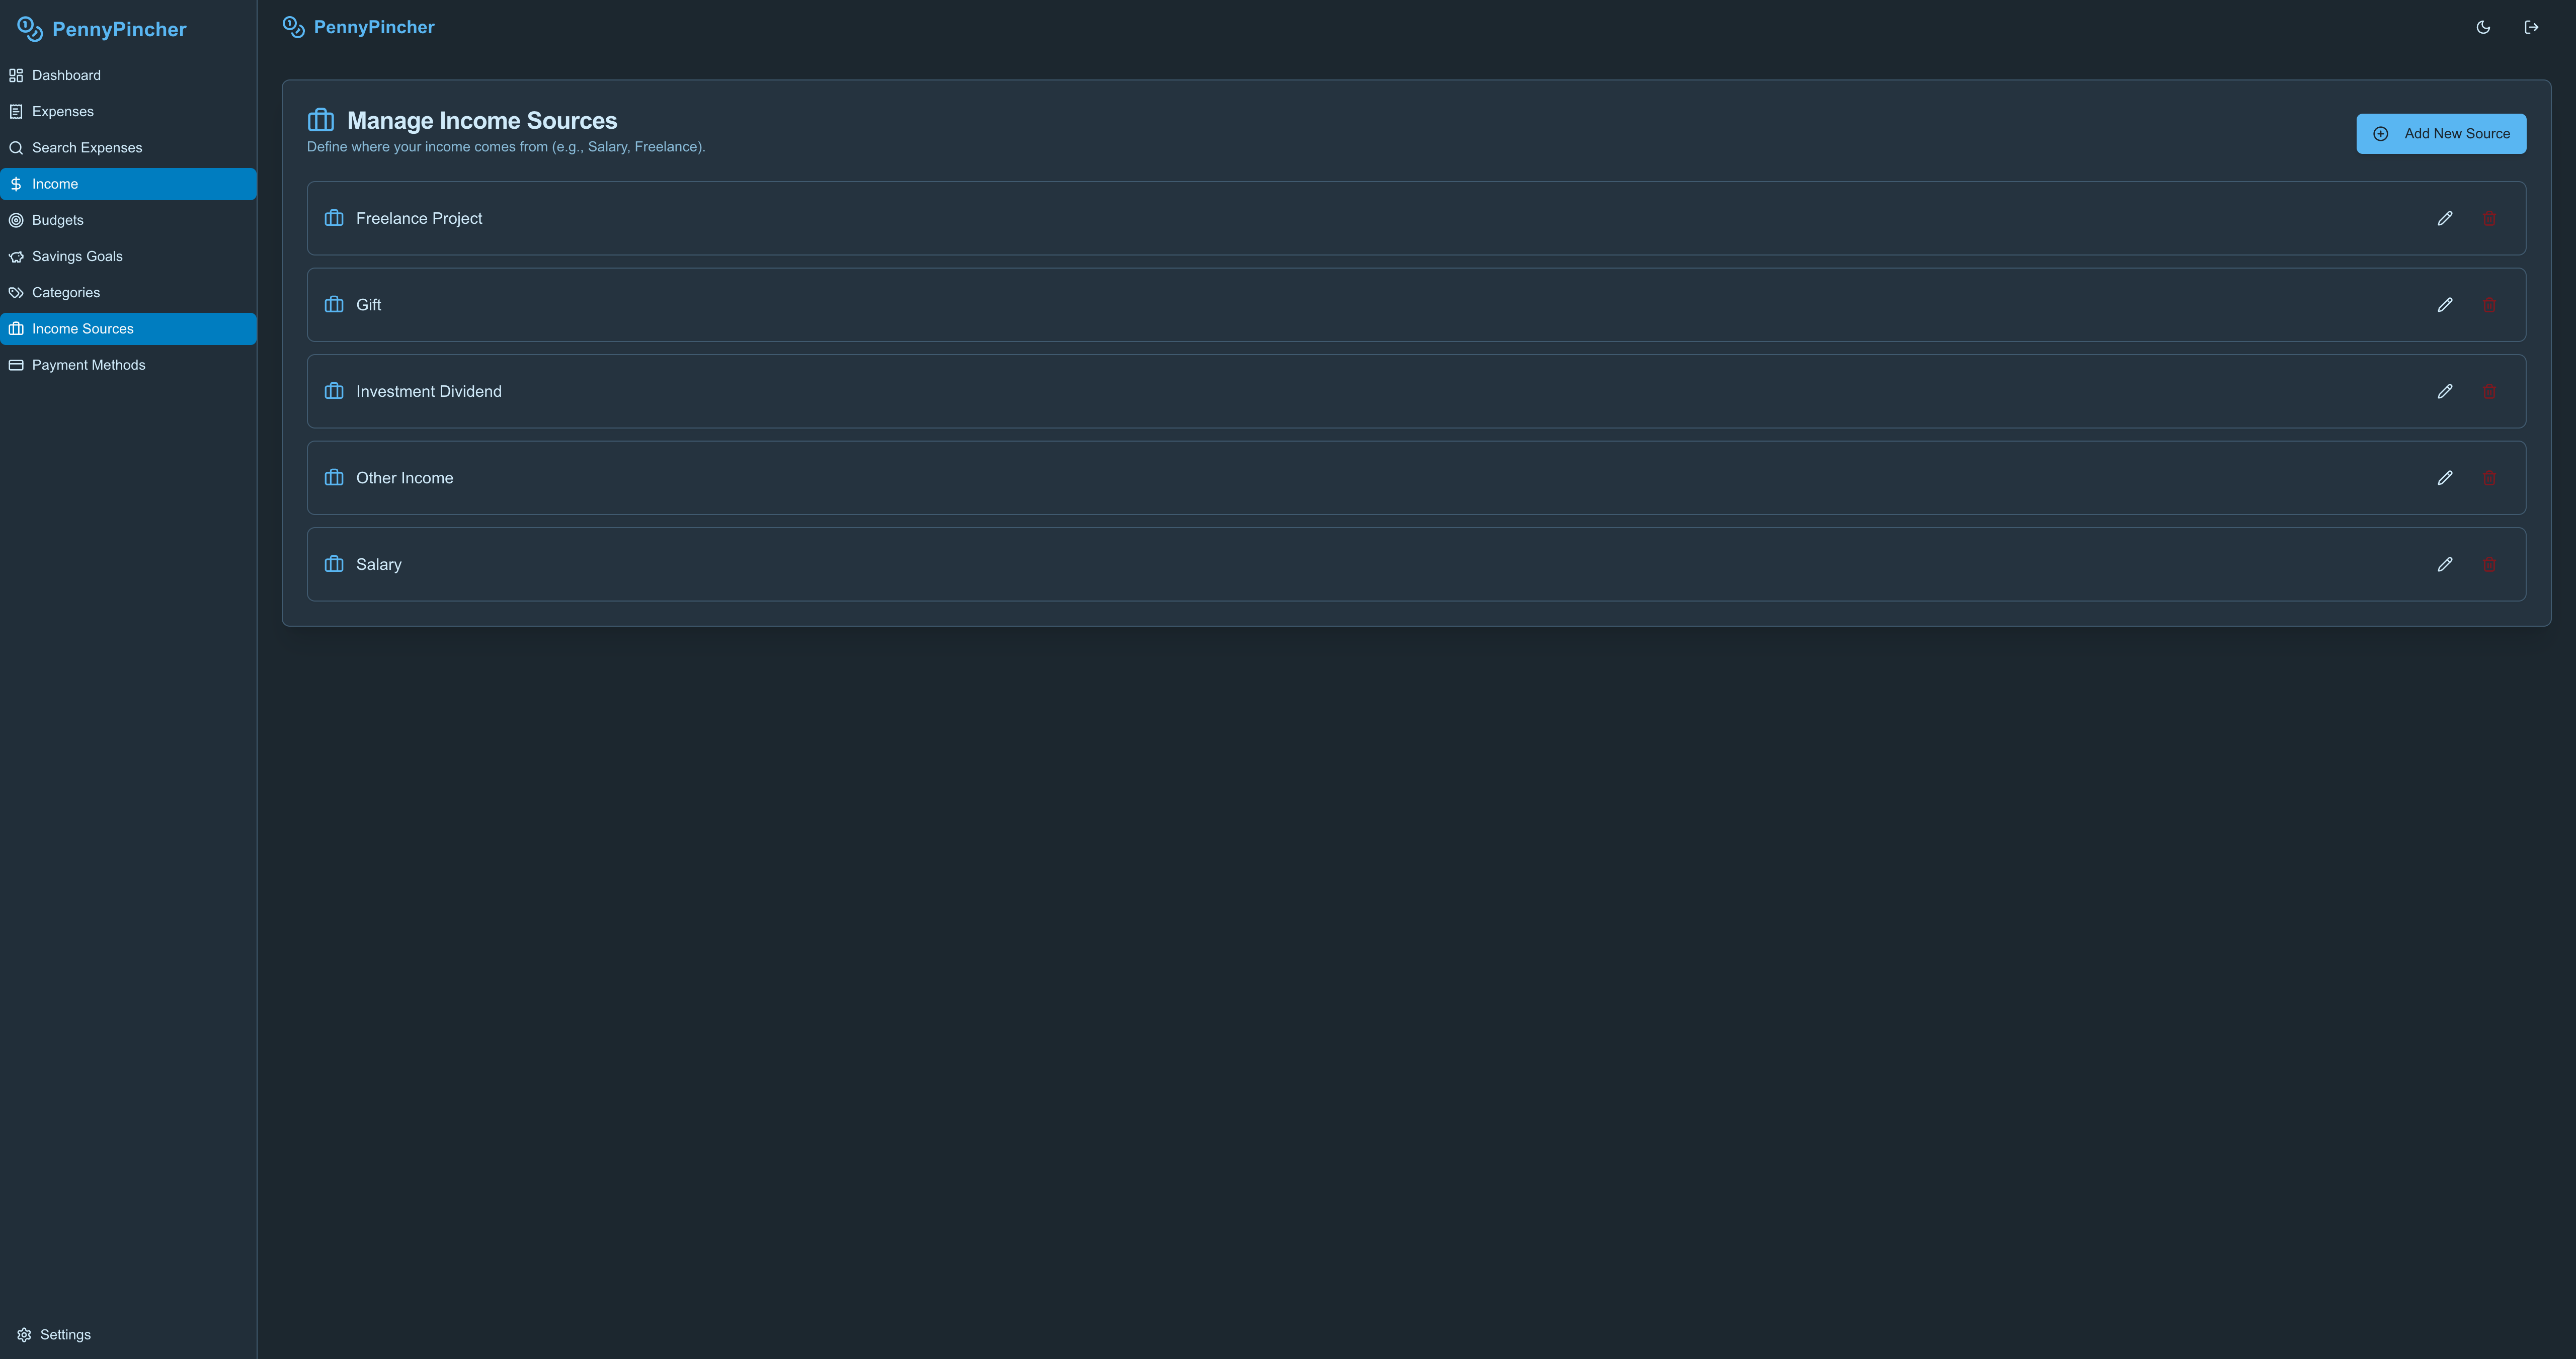 PennyPincher
Dashboard
Expenses
Search Expenses
Income
Budgets
Savings Goals
Categories
Income Sources
Payment Methods
Settings
PennyPincher
Manage Income Sources
Define where your income comes from (e.g., Salary, Freelance).
Add New Source
Freelance Project
Gift
Investment Dividend
Other Income
Salary